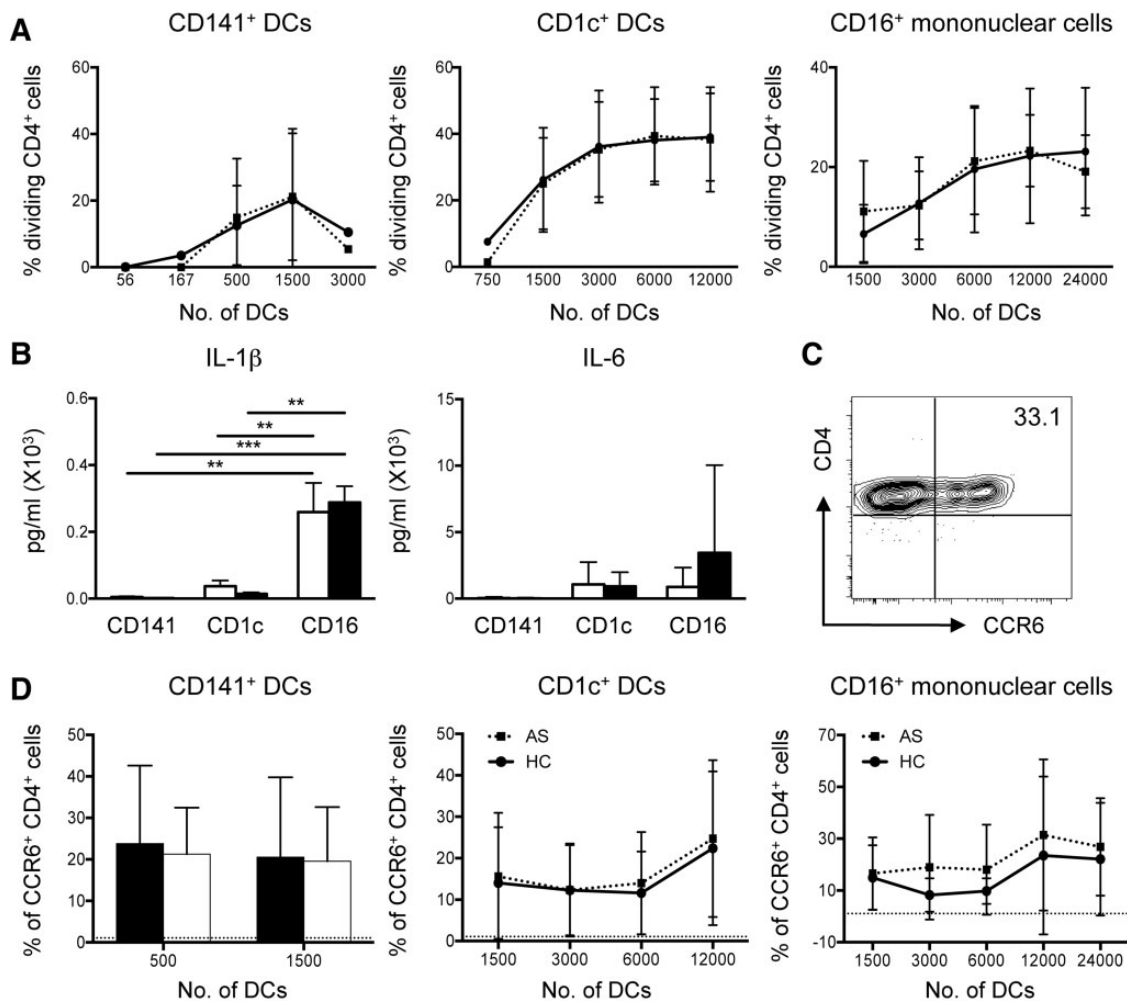 A
CD141+ DCs
CD1c+ DCs
CD16+ mononuclear cells
% dividing CD4+ cells
60
40
20
0
56 167 500 1500 3000
No. of DCs
% dividing CD4+ cells
60
40
20
0
750 1500 3000 6000 12000
No. of DCs
% dividing CD4+ cells
40
20
0
1500 3000 6000 12000 24000
No. of DCs
B
IL-1β
pg/ml (X10³)
0.6
0.4
0.2
0.0
**
**
***
**
CD141 CD1c CD16
IL-6
pg/ml (X10³)
15
10
5
0
CD141 CD1c CD16
C
33.1
CD4
CCR6
D
CD141+ DCs
CD1c+ DCs
CD16+ mononuclear cells
% of CCR6+ CD4+ cells
50
40
30
20
10
0
500 1500
No. of DCs
% of CCR6+ CD4+ cells
50
40
30
20
10
0
AS
HC
1500 3000 6000 12000
No. of DCs
% of CCR6+ CD4+ cells
70
50
30
10
-10
AS
HC
1500 3000 6000 12000 24000
No. of DCs